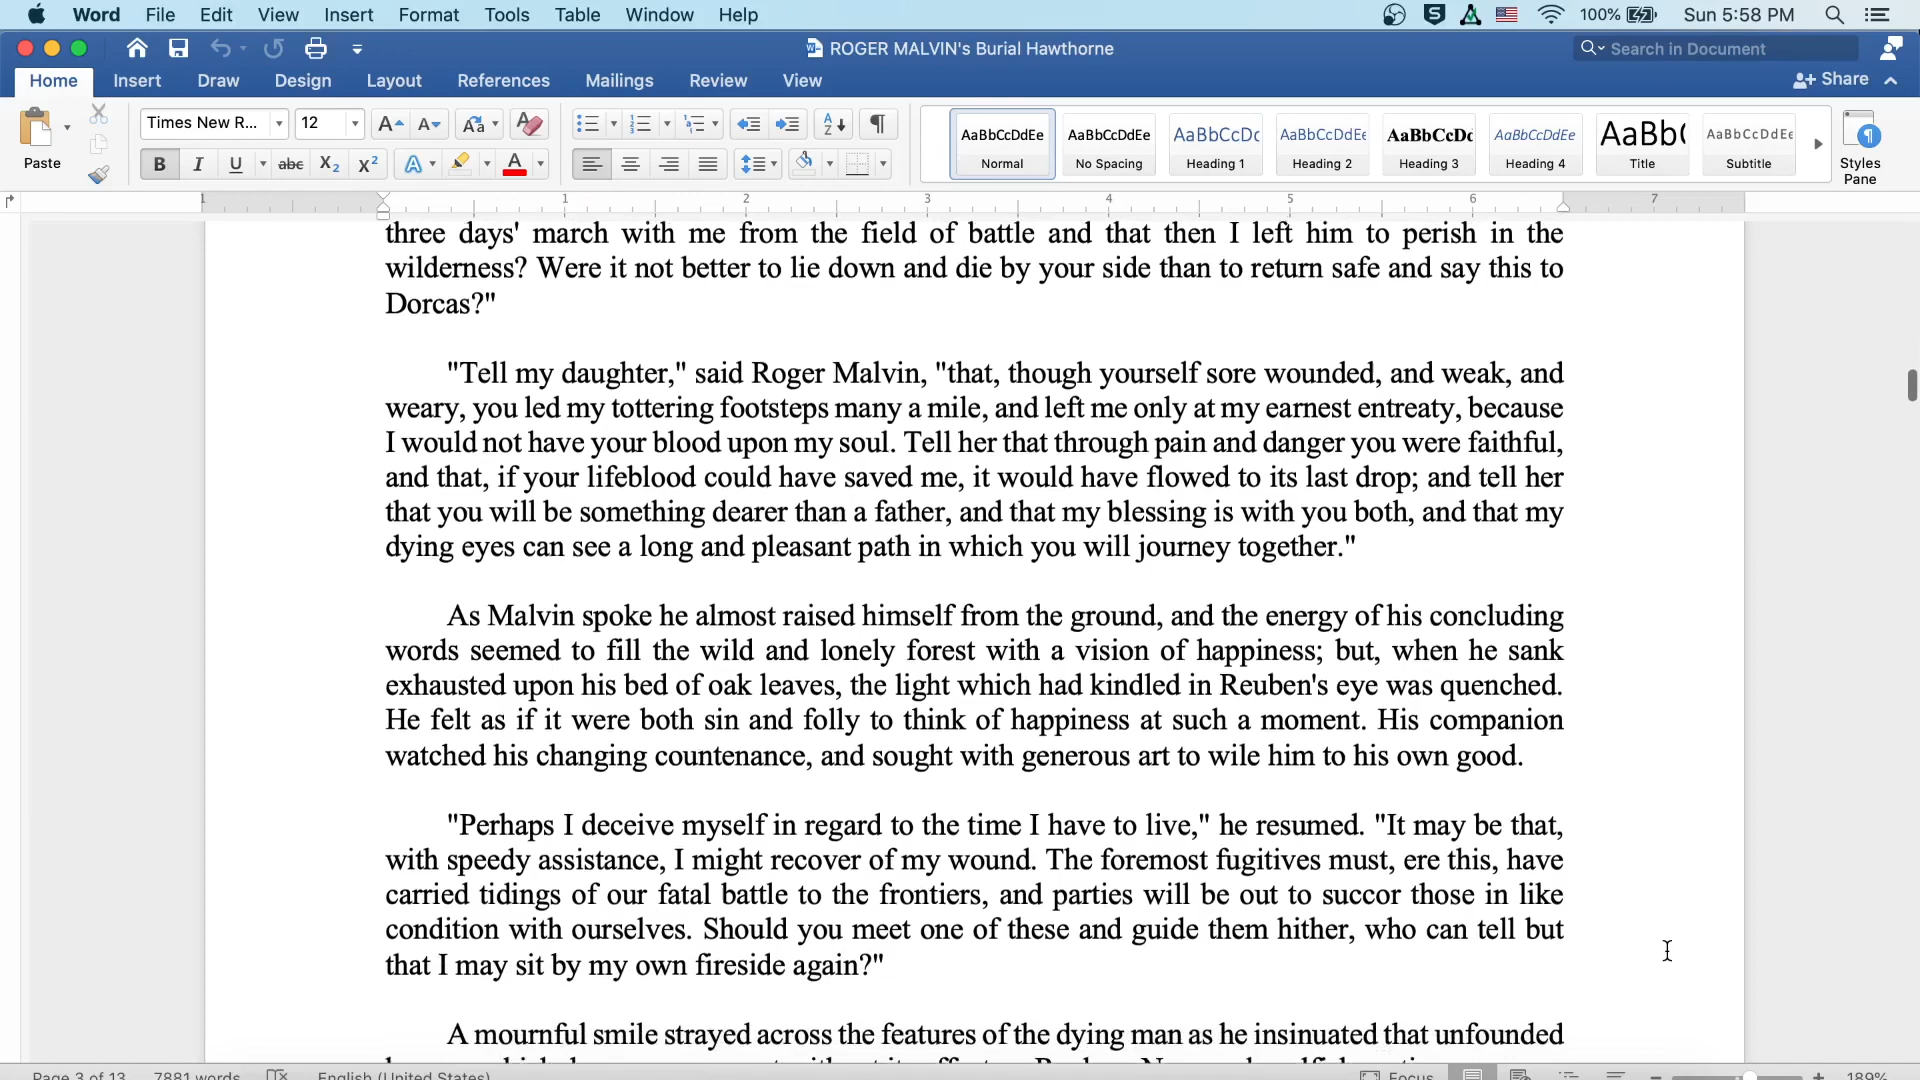 Word File Edit View Insert Format Tools Table Window Help 100% Sun 5:58 PM
ROGER MALVIN's Burial Hawthorne Search in Document
Home Insert Draw Design Layout References Mailings Review View Share
Times New R... 12
AaBbCcDdEe AaBbCcDdEe AaBbCcDc AaBbCcDdEe AaBbCcDc AaBbCcDdEe AaBb( AaBbCcDdEe
Paste Normal No Spacing Heading 1 Heading 2 Heading 3 Heading 4 Title Subtitle Styles Pane
1 1 2 3 4 5 6 7
three days' march with me from the field of battle and that then I left him to perish in the
wilderness? Were it not better to lie down and die by your side than to return safe and say this to
Dorcas?"
"Tell my daughter," said Roger Malvin, "that, though yourself sore wounded, and weak, and
weary, you led my tottering footsteps many a mile, and left me only at my earnest entreaty, because
I would not have your blood upon my soul. Tell her that through pain and danger you were faithful,
and that, if your lifeblood could have saved me, it would have flowed to its last drop; and tell her
that you will be something dearer than a father, and that my blessing is with you both, and that my
dying eyes can see a long and pleasant path in which you will journey together."
As Malvin spoke he almost raised himself from the ground, and the energy of his concluding
words seemed to fill the wild and lonely forest with a vision of happiness; but, when he sank
exhausted upon his bed of oak leaves, the light which had kindled in Reuben's eye was quenched.
He felt as if it were both sin and folly to think of happiness at such a moment. His companion
watched his changing countenance, and sought with generous art to wile him to his own good.
"Perhaps I deceive myself in regard to the time I have to live," he resumed. "It may be that,
with speedy assistance, I might recover of my wound. The foremost fugitives must, ere this, have
carried tidings of our fatal battle to the frontiers, and parties will be out to succor those in like
condition with ourselves. Should you meet one of these and guide them hither, who can tell but
that I may sit by my own fireside again?"
A mournful smile strayed across the features of the dying man as he insinuated that unfounded
Page 3 of 13 7881 words English (United States) Focus 189%